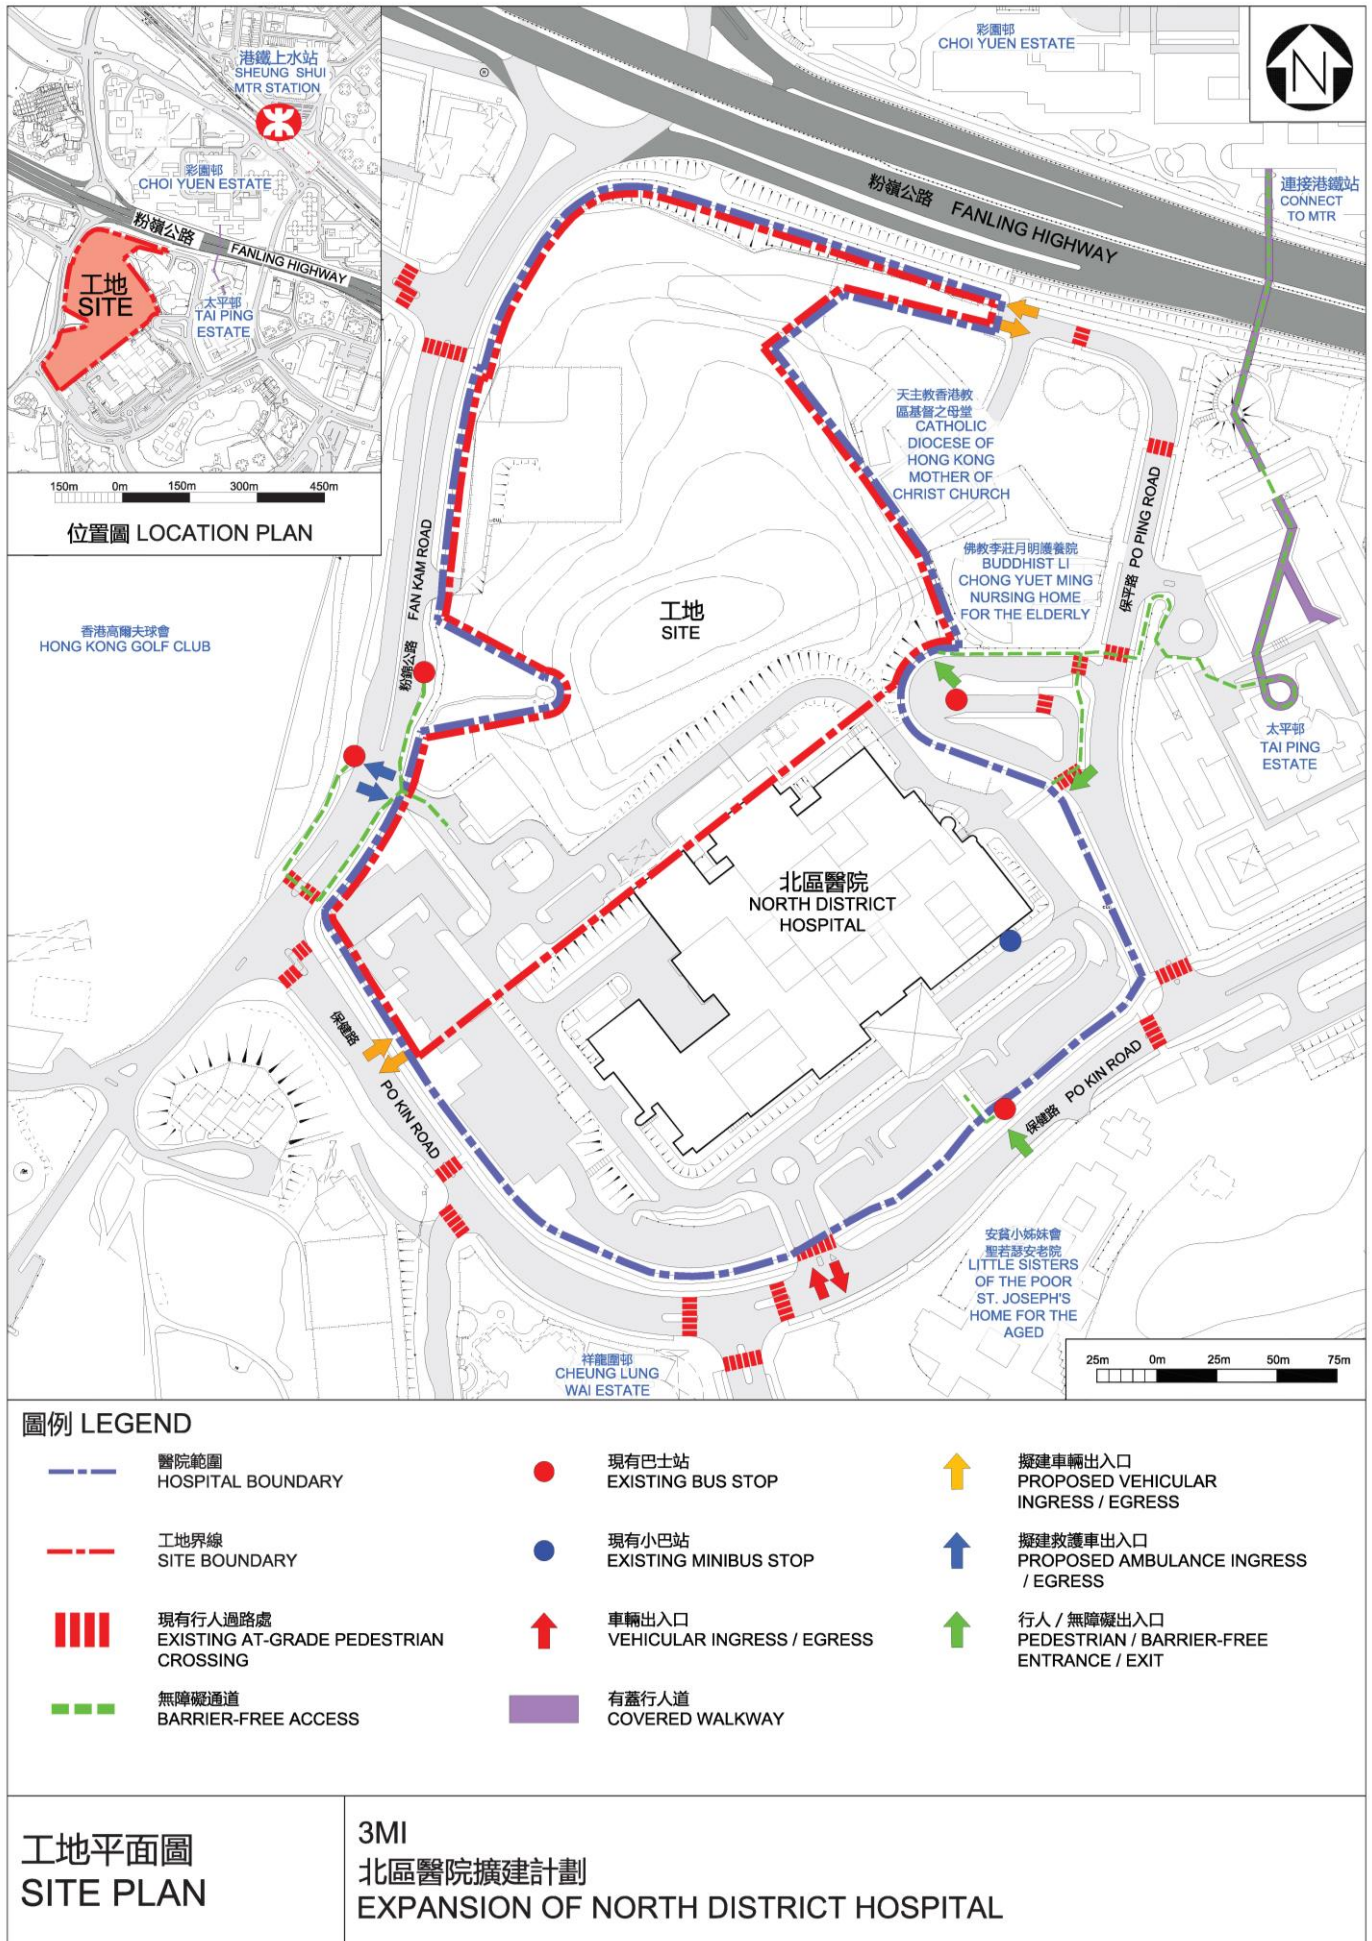 港鐵上水站
SHEUNG SHUI
MTR STATION
彩園邨
CHOI YUEN ESTATE
粉嶺公路 FANLING HIGHWAY
工地
SITE
太平邨
TAI PING
ESTATE
150m 0m 150m 300m 450m
位置圖 LOCATION PLAN
彩園邨
CHOI YUEN ESTATE
N
連接港鐵站
CONNECT
TO MTR
粉嶺公路 FANLING HIGHWAY
天主教香港教
區基督之母堂
CATHOLIC
DIOCESE OF
HONG KONG
MOTHER OF
CHRIST CHURCH
佛教李莊月明護養院
BUDDHIST LI
CHONG YUET MING
NURSING HOME
FOR THE ELDERLY
保平路 PO PING ROAD
粉錦公路 FAN KAM ROAD
香港高爾夫球會
HONG KONG GOLF CLUB
工地
SITE
太平邨
TAI PING
ESTATE
北區醫院
NORTH DISTRICT
HOSPITAL
保健路 PO KIN ROAD
保健路 PO KIN ROAD
安貧小姊妹會
聖若瑟安老院
LITTLE SISTERS
OF THE POOR
ST. JOSEPH'S
HOME FOR THE
AGED
祥龍圍邨
CHEUNG LUNG
WAI ESTATE
25m 0m 25m 50m 75m
圖例 LEGEND
醫院範圍
HOSPITAL BOUNDARY
工地界線
SITE BOUNDARY
現有行人過路處
EXISTING AT-GRADE PEDESTRIAN
CROSSING
無障礙通道
BARRIER-FREE ACCESS
現有巴士站
EXISTING BUS STOP
現有小巴站
EXISTING MINIBUS STOP
車輛出入口
VEHICULAR INGRESS / EGRESS
有蓋行人道
COVERED WALKWAY
擬建車輛出入口
PROPOSED VEHICULAR
INGRESS / EGRESS
擬建救護車出入口
PROPOSED AMBULANCE INGRESS
/ EGRESS
行人 / 無障礙出入口
PEDESTRIAN / BARRIER-FREE
ENTRANCE / EXIT
工地平面圖
SITE PLAN
3MI
北區醫院擴建計劃
EXPANSION OF NORTH DISTRICT HOSPITAL